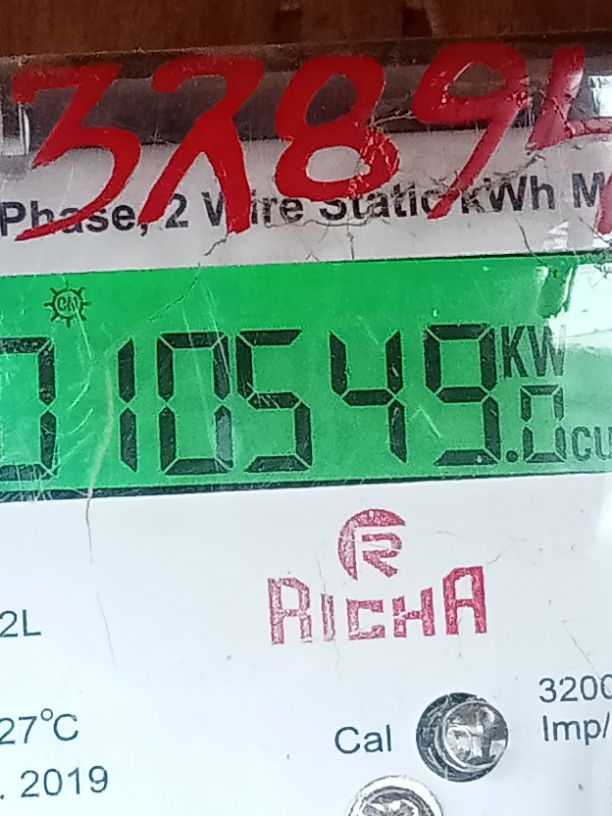 37894
Phase, 2 Wire Static kWh M
010549.0 KW
CU
RICHA
2L
3200
27°C
Cal
Imp/
. 2019